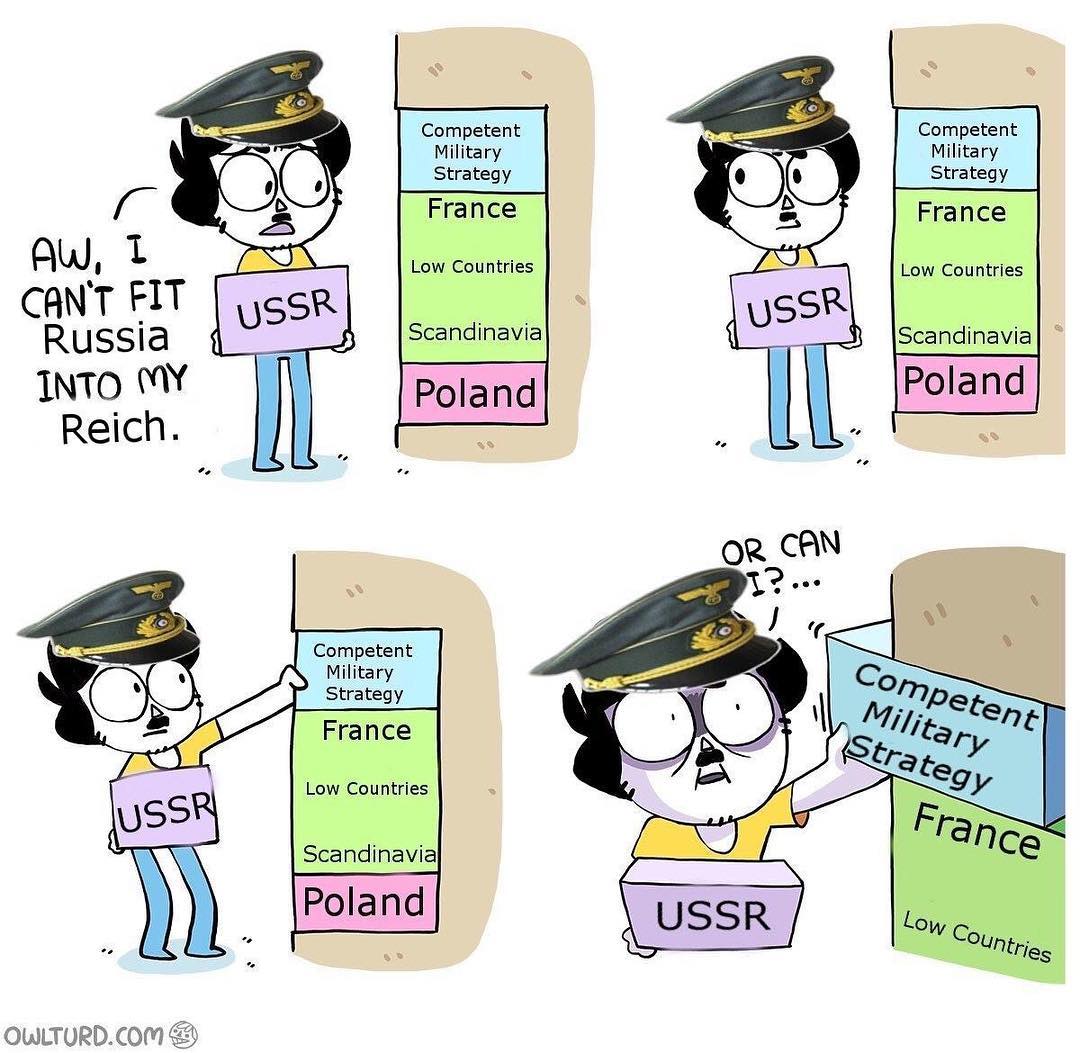 AW, I
CAN'T FIT
Russia
INTO MY
Reich.
USSR
Competent
Military
Strategy
France
Low Countries
Scandinavia
Poland
USSR
Competent
Military
Strategy
France
Low Countries
Scandinavia
Poland
USSR
Competent
Military
Strategy
France
Low Countries
Scandinavia
Poland
OR CAN
I?...
USSR
Competent
Military
Strategy
France
Low Countries
OWLTURD.COM